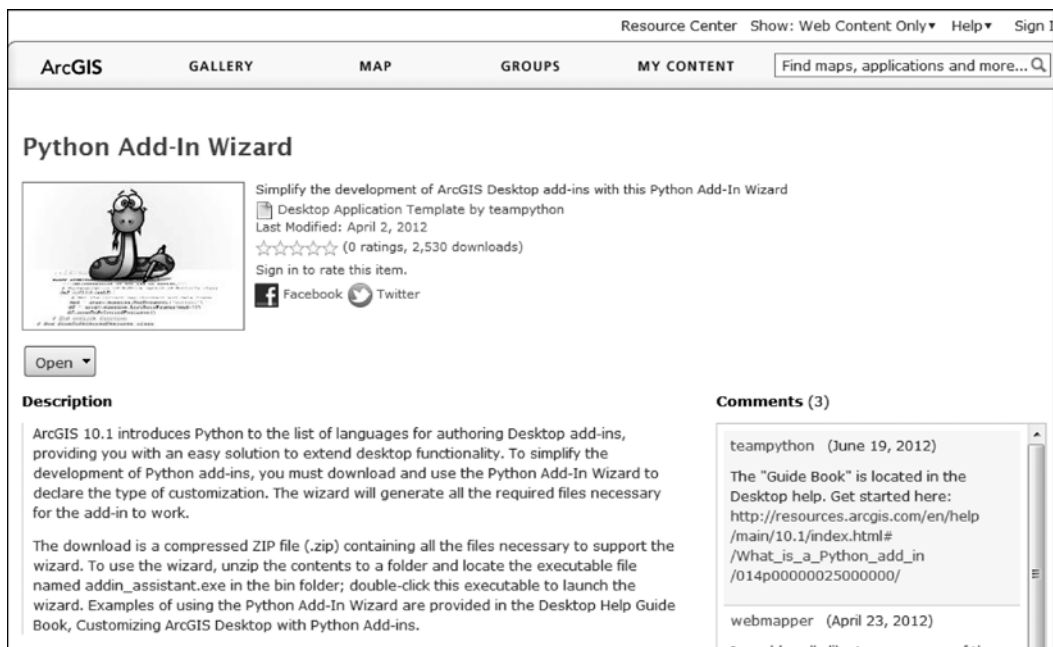 Resource Center Show: Web Content Only▾ Help▾ Sign I
ArcGIS GALLERY MAP GROUPS MY CONTENT Find maps, applications and more...
Python Add-In Wizard
Simplify the development of ArcGIS Desktop add-ins with this Python Add-In Wizard
Desktop Application Template by teampython
Last Modified: April 2, 2012
(0 ratings, 2,530 downloads)
Sign in to rate this item.
Facebook Twitter
Open
Description
ArcGIS 10.1 introduces Python to the list of languages for authoring Desktop add-ins,
providing you with an easy solution to extend desktop functionality. To simplify the
development of Python add-ins, you must download and use the Python Add-In Wizard to
declare the type of customization. The wizard will generate all the required files necessary
for the add-in to work.
The download is a compressed ZIP file (.zip) containing all the files necessary to support the
wizard. To use the wizard, unzip the contents to a folder and locate the executable file
named addin_assistant.exe in the bin folder; double-click this executable to launch the
wizard. Examples of using the Python Add-In Wizard are provided in the Desktop Help Guide
Book, Customizing ArcGIS Desktop with Python Add-ins.
Comments (3)
teampython (June 19, 2012)
The "Guide Book" is located in the
Desktop help. Get started here:
http://resources.arcgis.com/en/help
/main/10.1/index.html#
/What_is_a_Python_add_in
/014p00000025000000/
webmapper (April 23, 2012)